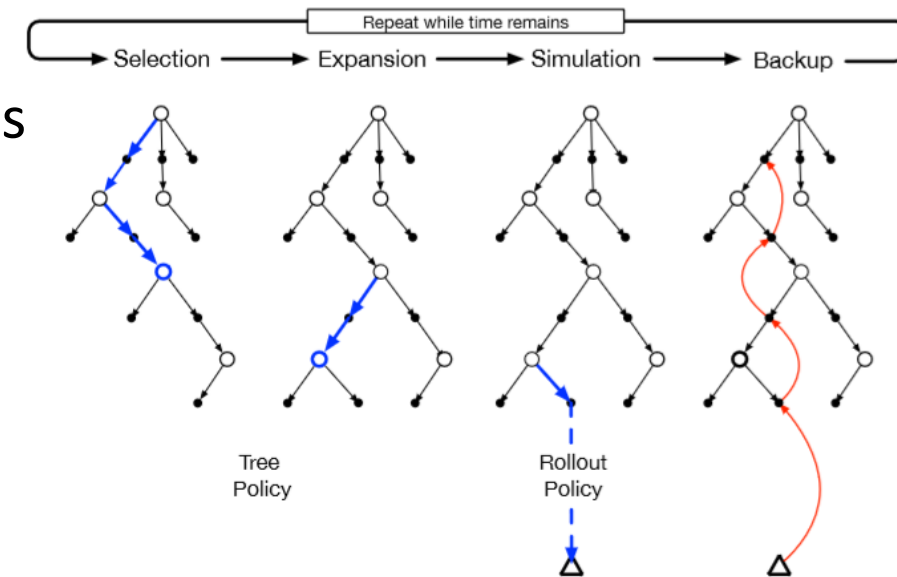 Repeat while time remains
Selection Expansion Simulation Backup
s
Tree
Policy
Rollout
Policy